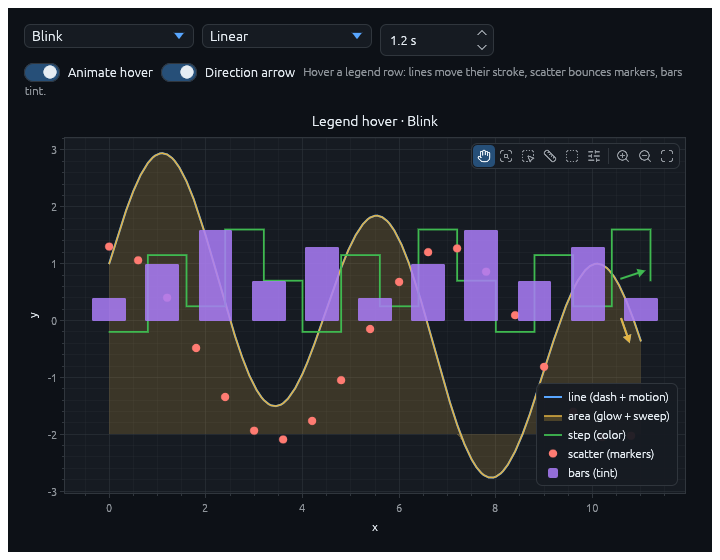 Blink Linear 1.2 s
Animate hover Direction arrow Hover a legend row: lines move their stroke, scatter bounces markers, bars
tint.
Legend hover · Blink
3
2
1
0
-1
-2
-3
y
0 2 4 6 8 10
x
line (dash + motion)
area (glow + sweep)
step (color)
scatter (markers)
bars (tint)